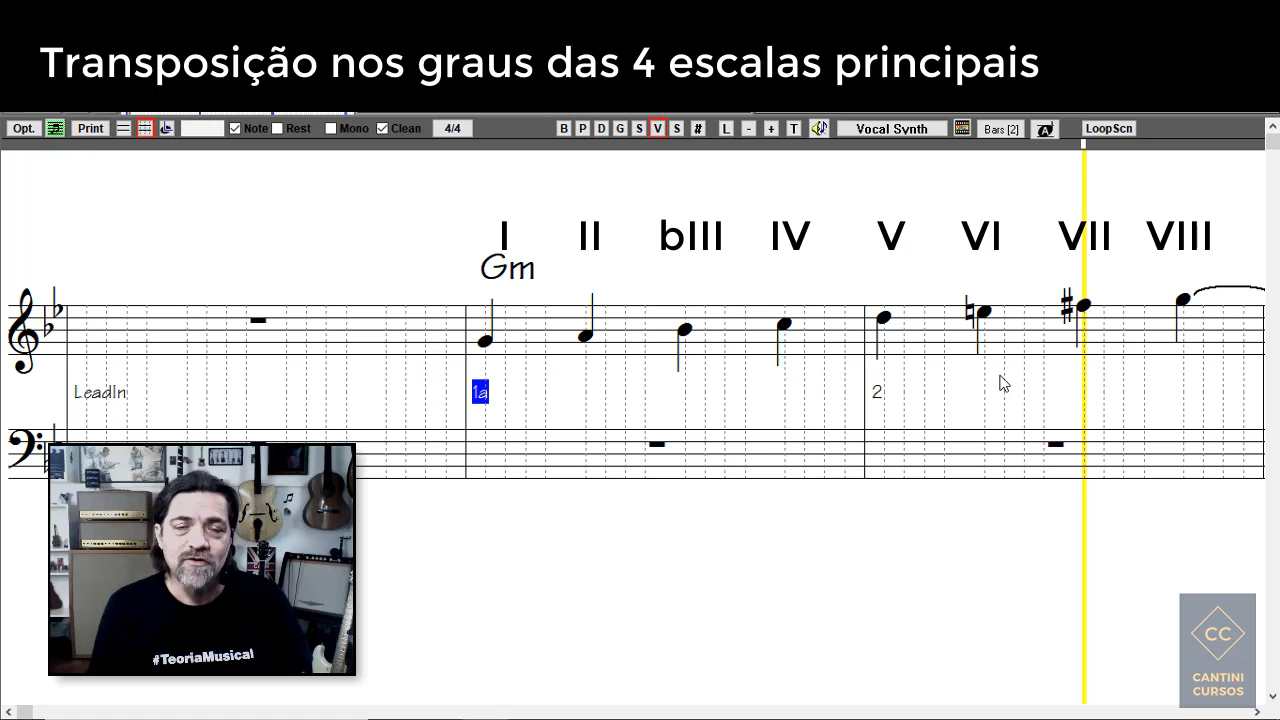 Transposição nos graus das 4 escalas principais
Opt. Print Note Rest Mono Clean 4/4 B P D G S V S # L - + T Vocal Synth Bars [2] A LoopScn
I II bIII IV V VI VII VIII
Gm
LeadIn 1a 2
#TeoriaMusical
CC
CANTINI
CURSOS